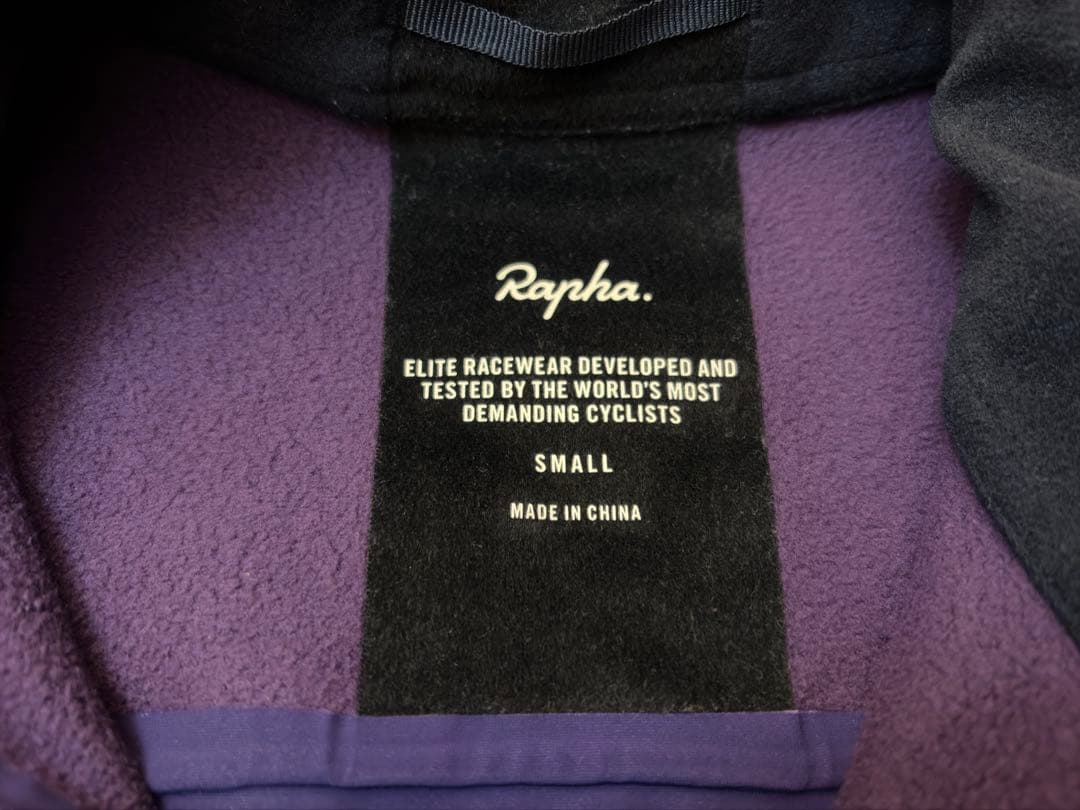 Rapha.
ELITE RACEWEAR DEVELOPED AND
TESTED BY THE WORLD'S MOST
DEMANDING CYCLISTS
SMALL
MADE IN CHINA